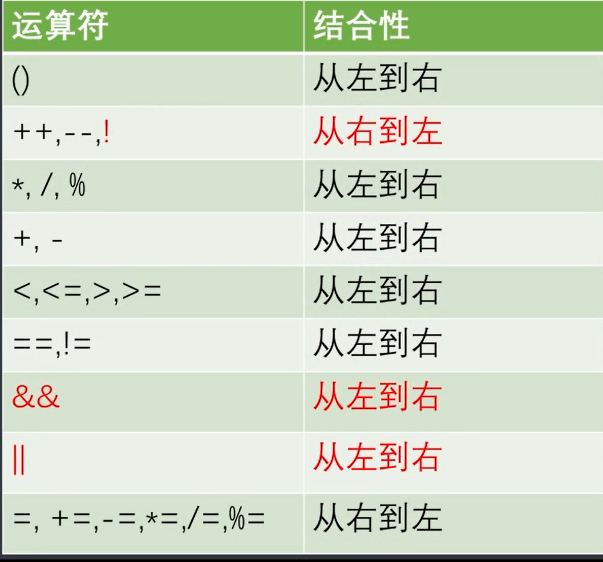 运算符 结合性
() 从左到右
++,--,! 从右到左
*, /, % 从左到右
+, - 从左到右
<,<=,>,>= 从左到右
==,!= 从左到右
&& 从左到右
|| 从左到右
=, +=,-=,*=,/=,%= 从右到左